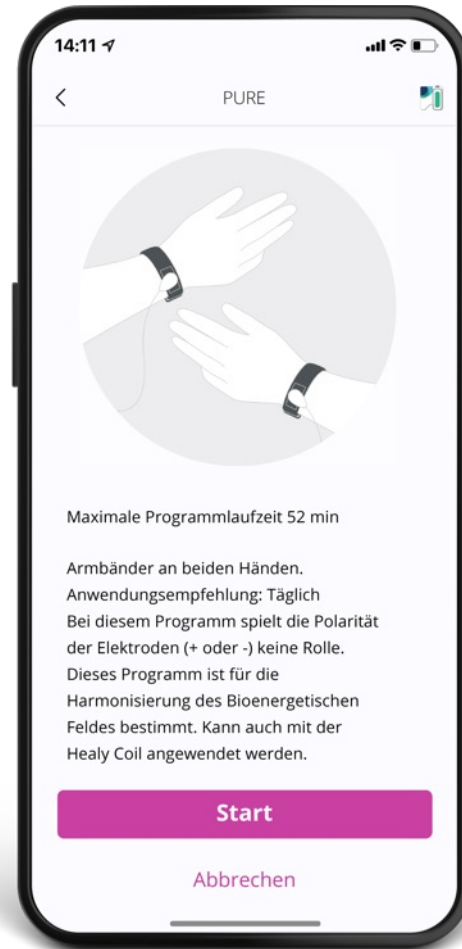 14:11
PURE
Maximale Programmlaufzeit 52 min
Armbänder an beiden Händen.
Anwendungsempfehlung: Täglich
Bei diesem Programm spielt die Polarität
der Elektroden (+ oder -) keine Rolle.
Dieses Programm ist für die
Harmonisierung des Bioenergetischen
Feldes bestimmt. Kann auch mit der
Healy Coil angewendet werden.
Start
Abbrechen